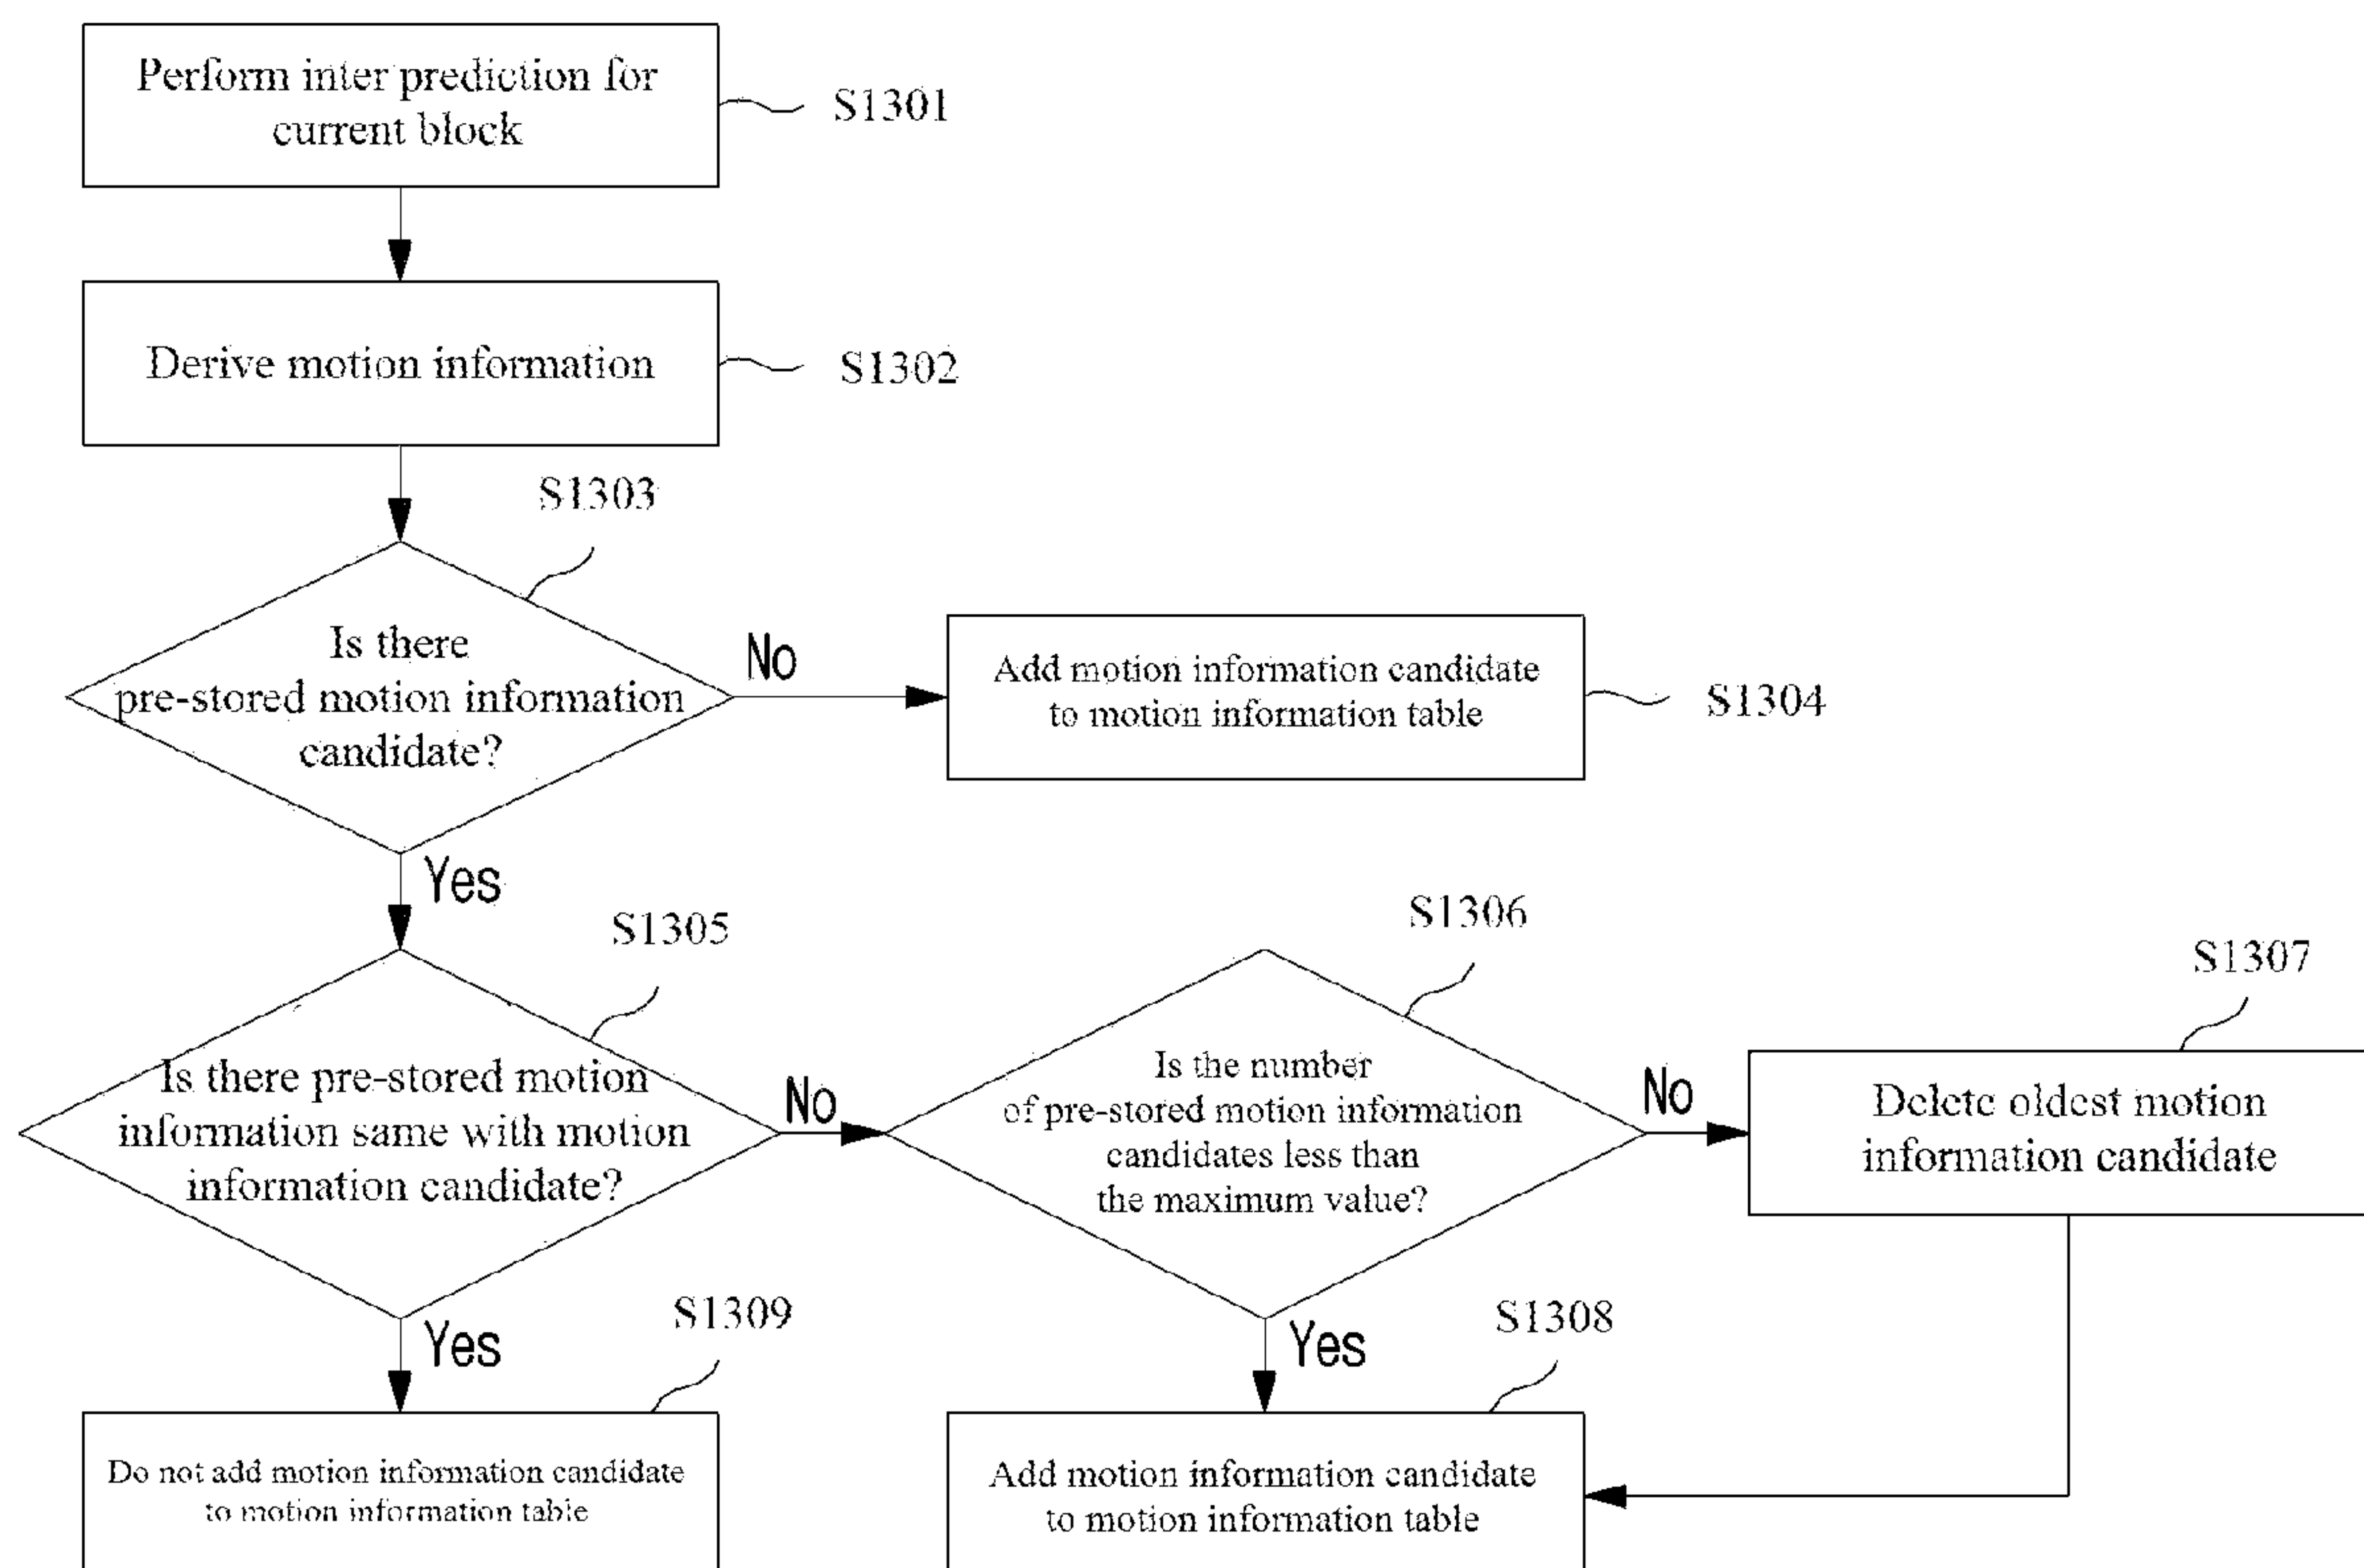 Perform inter prediction for
current block
S1301
Derive motion information
S1302
S1303
Is there
pre-stored motion information
candidate?
No
Add motion information candidate
to motion information table
S1304
Yes
S1305
Is there pre-stored motion
information same with motion
information candidate?
No
S1306
Is the number
of pre-stored motion information
candidates less than
the maximum value?
No
S1307
Delete oldest motion
information candidate
Yes
S1309
Do not add motion information candidate
to motion information table
Yes
S1308
Add motion information candidate
to motion information table